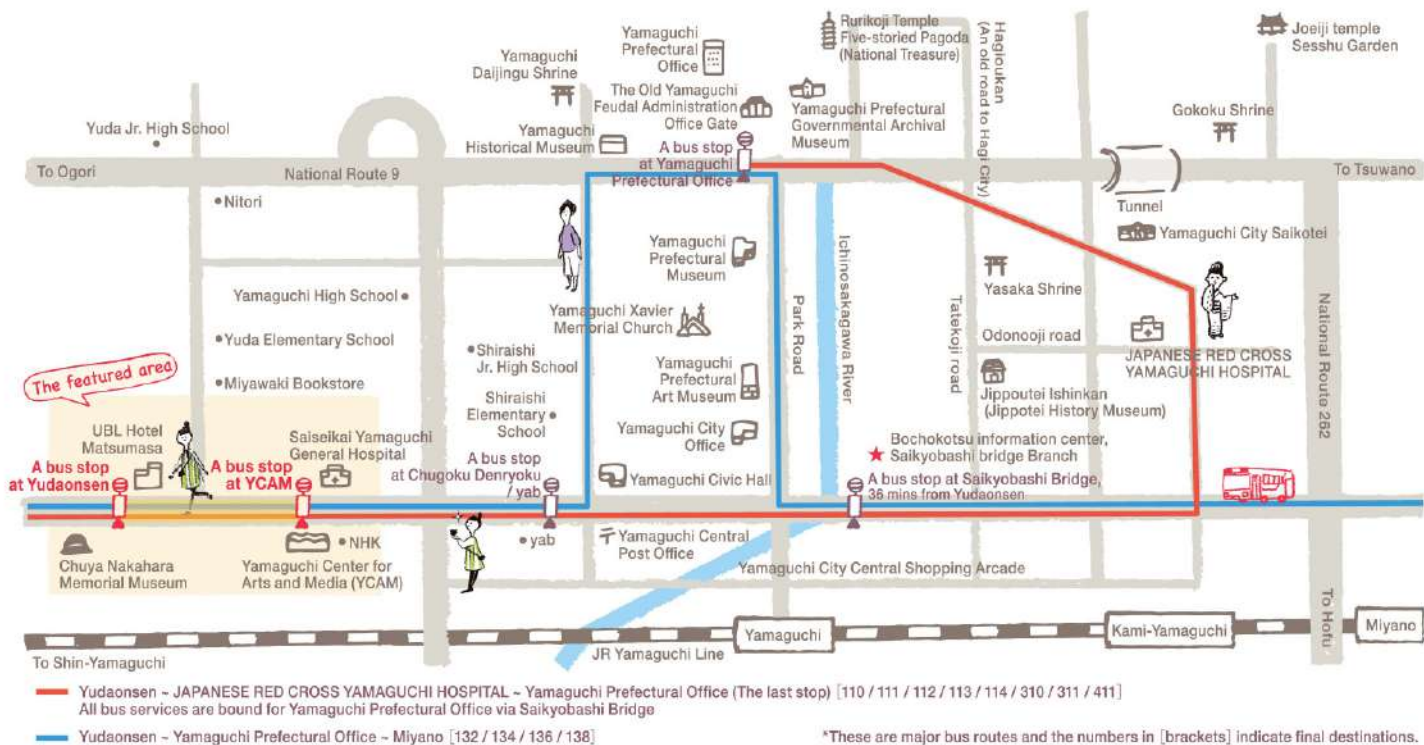 Yamaguchi
Prefectural
Office
Rurikoji Temple
Five-storied Pagoda
(National Treasure)
Hagioukan
(An old road to Hagi City)
Joeiji temple
Sesshu Garden
Yamaguchi
Daijingu Shrine
The Old Yamaguchi
Feudal Administration
Office Gate
Yamaguchi Prefectural
Governmental Archival
Museum
Gokoku Shrine
Yuda Jr. High School
Yamaguchi
Historical Museum
A bus stop
at Yamaguchi
Prefectural Office
To Ogori
National Route 9
To Tsuwano
Tunnel
Nitori
Yamaguchi City Saikotei
Yamaguchi
Prefectural
Museum
Ichinosakagawa River
Yasaka Shrine
Yamaguchi High School
Park Road
Tatekoji road
National Route 262
Yamaguchi Xavier
Memorial Church
Odonooji road
Yuda Elementary School
Shiraishi
Jr. High School
JAPANESE RED CROSS
YAMAGUCHI HOSPITAL
The featured area
Miyawaki Bookstore
Yamaguchi
Prefectural
Art Museum
Jippoutei Ishinkan
(Jippotei History Museum)
Shiraishi
Elementary
School
UBL Hotel
Matsumasa
Saiseikai Yamaguchi
General Hospital
Yamaguchi City
Office
Bochokotsu information center,
Saikyobashi bridge Branch
A bus stop
at Yudaonsen
A bus stop
at YCAM
A bus stop
at Chugoku Denryoku
/ yab
Yamaguchi Civic Hall
A bus stop at Saikyobashi Bridge,
36 mins from Yudaonsen
Chuya Nakahara
Memorial Museum
NHK
Yamaguchi Center for
Arts and Media (YCAM)
yab
Yamaguchi Central
Post Office
Yamaguchi City Central Shopping Arcade
To Hofu
To Shin-Yamaguchi
JR Yamaguchi Line
Yamaguchi
Kami-Yamaguchi
Miyano
Yudaonsen ~ JAPANESE RED CROSS YAMAGUCHI HOSPITAL ~ Yamaguchi Prefectural Office (The last stop) [110 / 111 / 112 / 113 / 114 / 310 / 311 / 411]
All bus services are bound for Yamaguchi Prefectural Office via Saikyobashi Bridge
Yudaonsen ~ Yamaguchi Prefectural Office ~ Miyano [132 / 134 / 136 / 138]
*These are major bus routes and the numbers in [brackets] indicate final destinations.